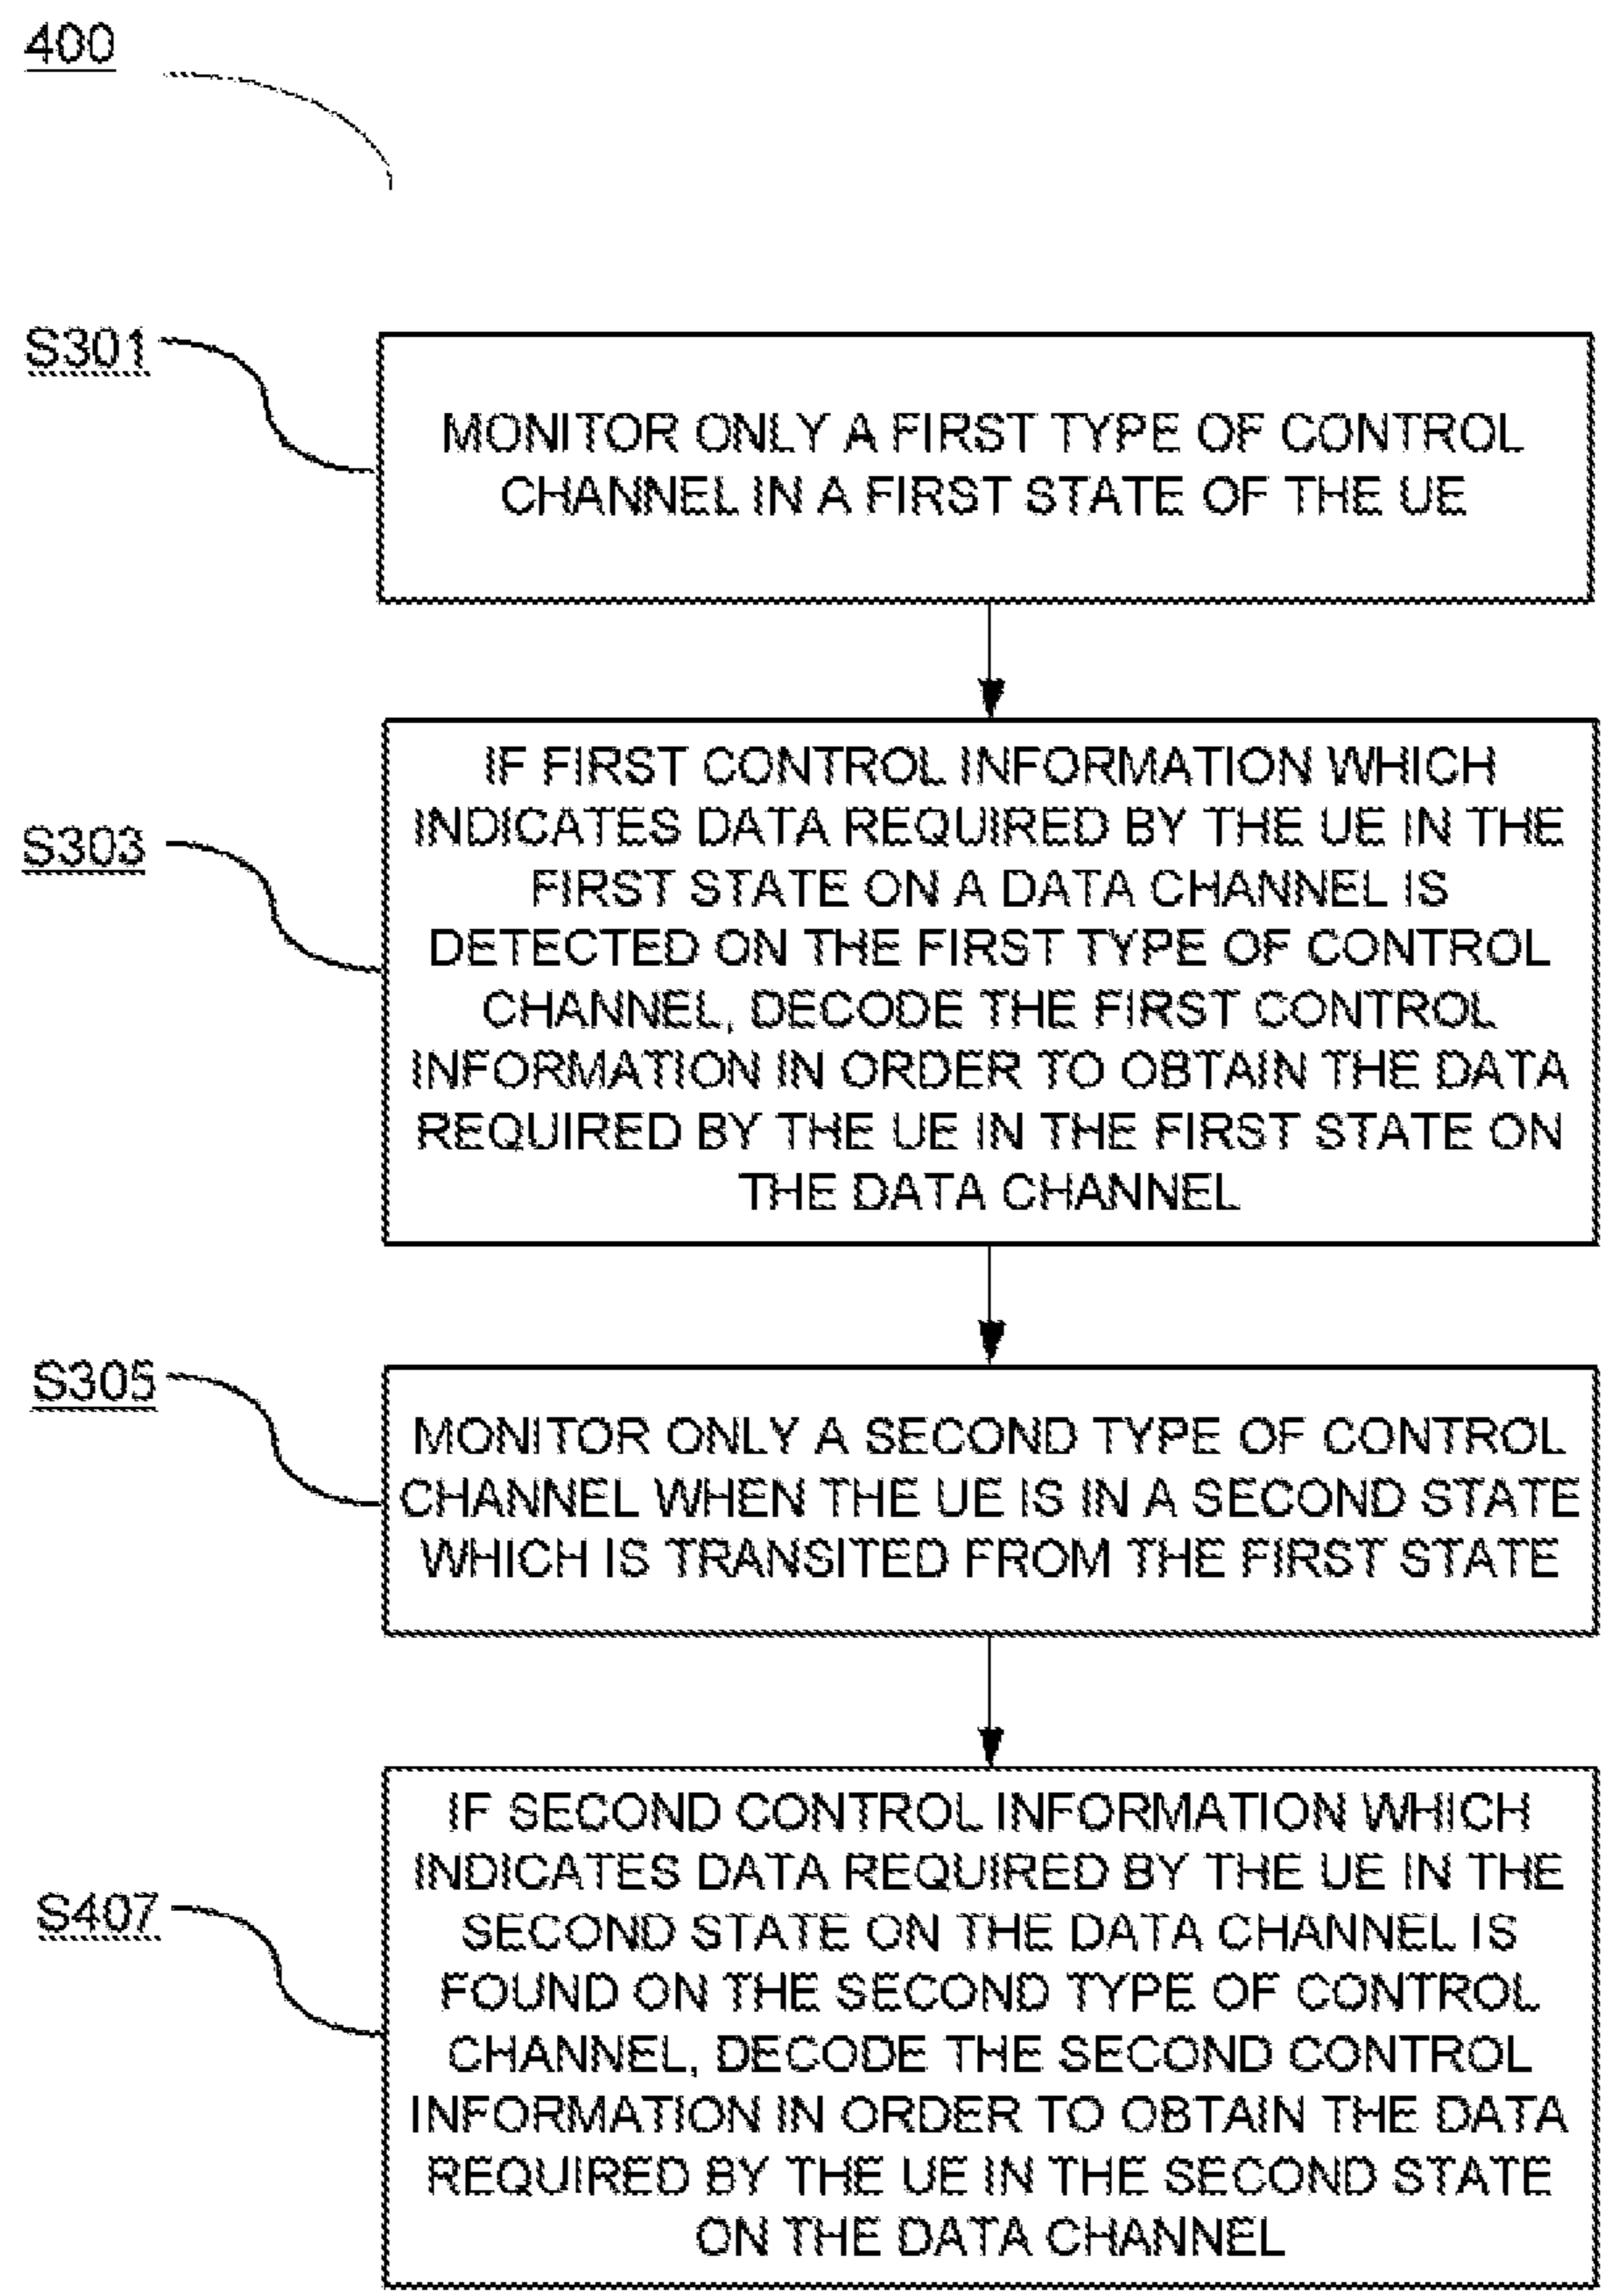 400
S301
MONITOR ONLY A FIRST TYPE OF CONTROL
CHANNEL IN A FIRST STATE OF THE UE
S303
IF FIRST CONTROL INFORMATION WHICH
INDICATES DATA REQUIRED BY THE UE IN THE
FIRST STATE ON A DATA CHANNEL IS
DETECTED ON THE FIRST TYPE OF CONTROL
CHANNEL, DECODE THE FIRST CONTROL
INFORMATION IN ORDER TO OBTAIN THE DATA
REQUIRED BY THE UE IN THE FIRST STATE ON
THE DATA CHANNEL
S305
MONITOR ONLY A SECOND TYPE OF CONTROL
CHANNEL WHEN THE UE IS IN A SECOND STATE
WHICH IS TRANSITED FROM THE FIRST STATE
S407
IF SECOND CONTROL INFORMATION WHICH
INDICATES DATA REQUIRED BY THE UE IN THE
SECOND STATE ON THE DATA CHANNEL IS
FOUND ON THE SECOND TYPE OF CONTROL
CHANNEL, DECODE THE SECOND CONTROL
INFORMATION IN ORDER TO OBTAIN THE DATA
REQUIRED BY THE UE IN THE SECOND STATE
ON THE DATA CHANNEL